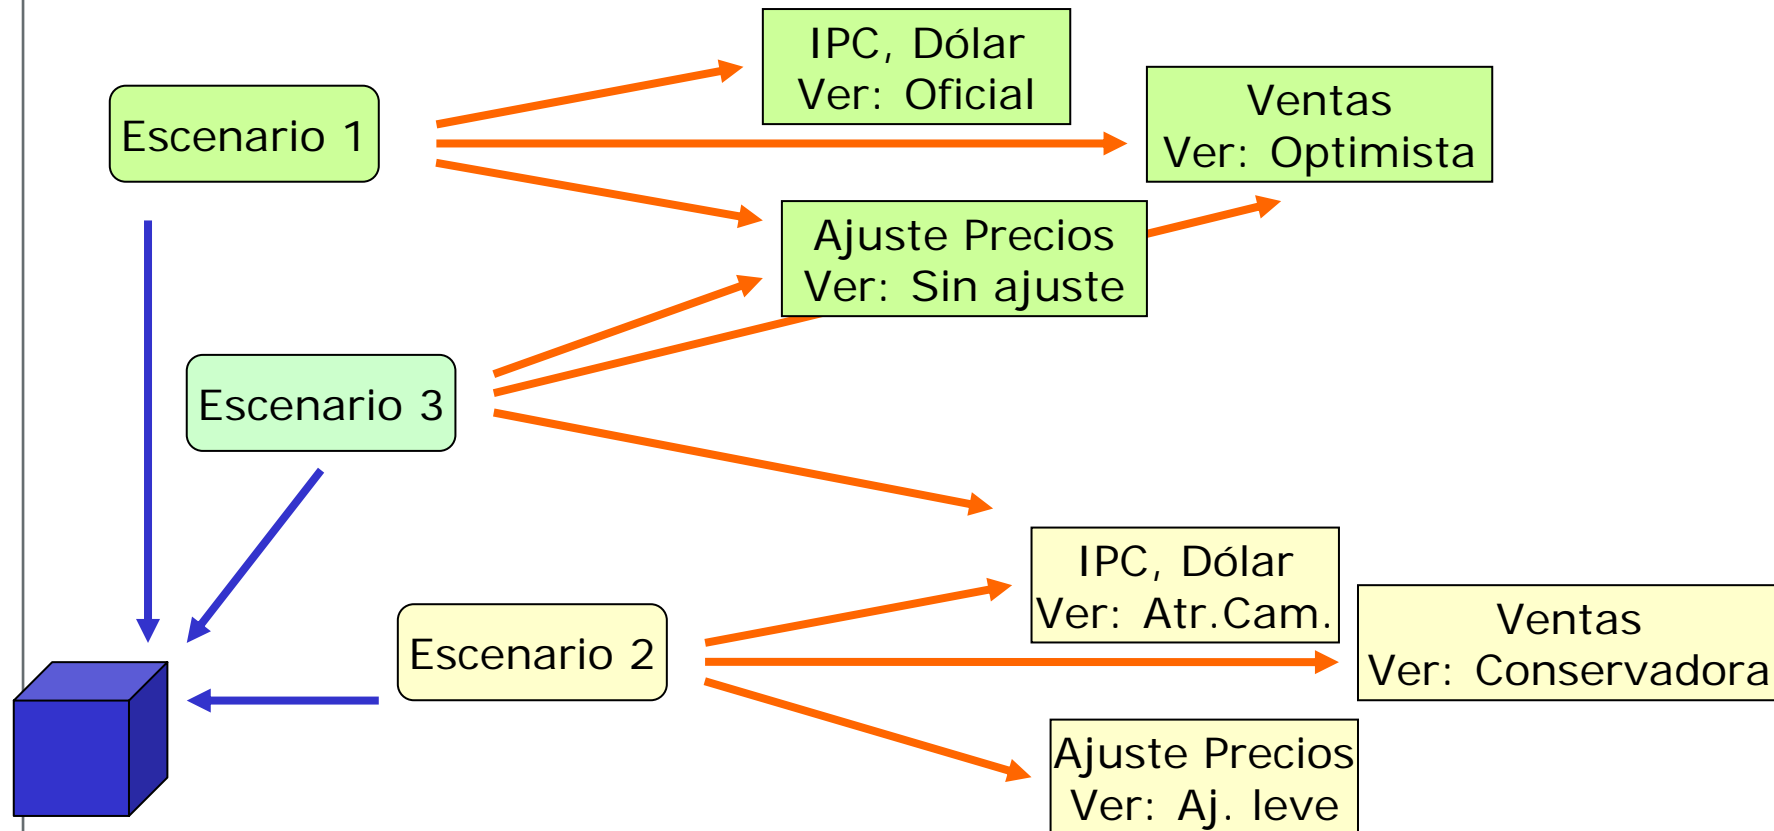 IPC, Dólar
Ver: Oficial
Escenario 1
Ventas
Ver: Optimista
Ajuste Precios
Ver: Sin ajuste
Escenario 3
IPC, Dólar
Ver: Atr.Cam.
Escenario 2
Ventas
Ver: Conservadora
Ajuste Precios
Ver: Aj. leve